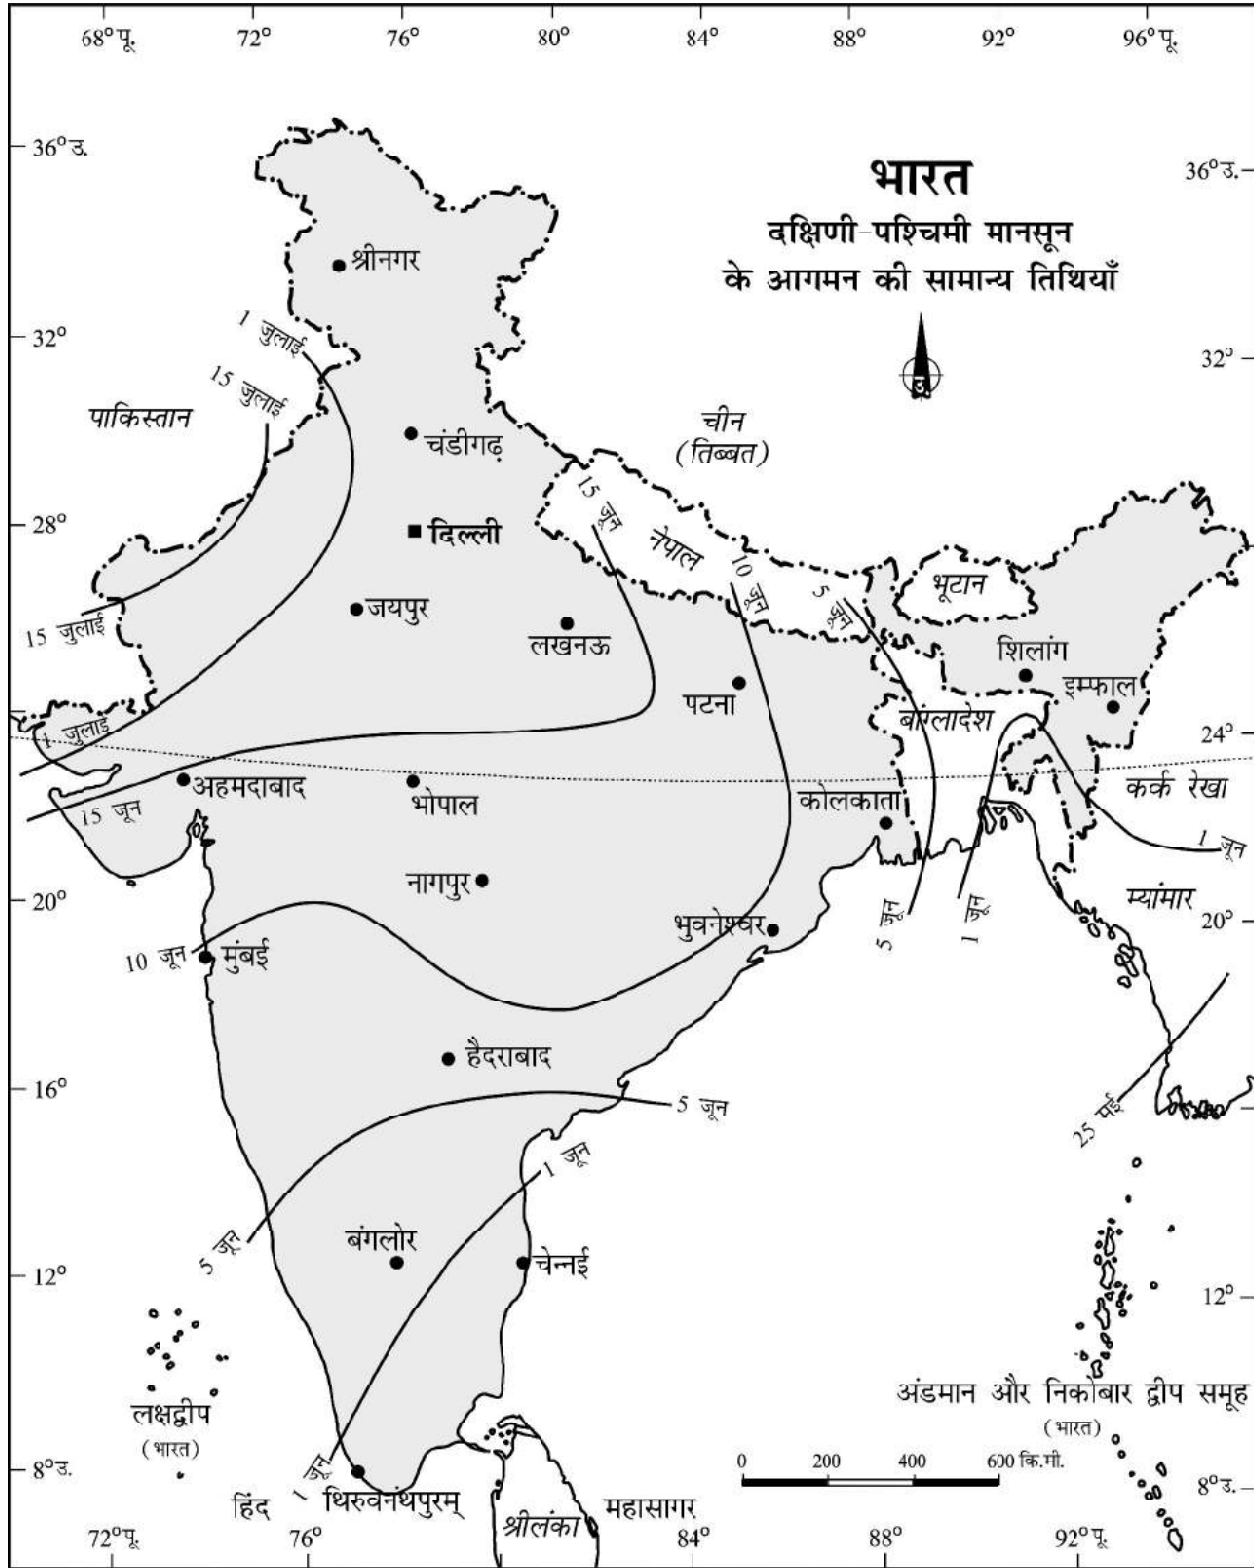 68° पू.
72°
76°
80°
84°
88°
92°
96° पू.
36° उ.
36° उ.
भारत
दक्षिणी पश्चिमी मानसून
के आगमन की सामान्य तिथियाँ
श्रीनगर
1 जुलाई
32°
32°
15 जुलाई
पाकिस्तान
चंडीगढ़
चीन
(तिब्बत)
15 जून
28°
दिल्ली
नेपाल
10 जून
5 जून
भूटान
15 जुलाई
जयपुर
लखनऊ
शिलांग
पटना
इम्फाल
बांग्लादेश
1 जुलाई
24°
अहमदाबाद
भोपाल
कोलकाता
कर्क रेखा
15 जून
1 जून
नागपुर
20°
म्यांमार
20°
भुवनेश्वर
5 जून
1 जून
10 जून
मुंबई
हैदराबाद
16°
5 जून
25 मई
1 जून
बंगलोर
5 जून
चेन्नई
12°
12°
लक्षद्वीप
(भारत)
अंडमान और निकोबार द्वीप समूह
(भारत)
0 200 400 600 कि.मी.
8° उ.
8° उ.
1 जून
हिंद
थिरुवनंथपुरम्
श्रीलंका
महासागर
72° पू.
76°
84°
88°
92° पू.